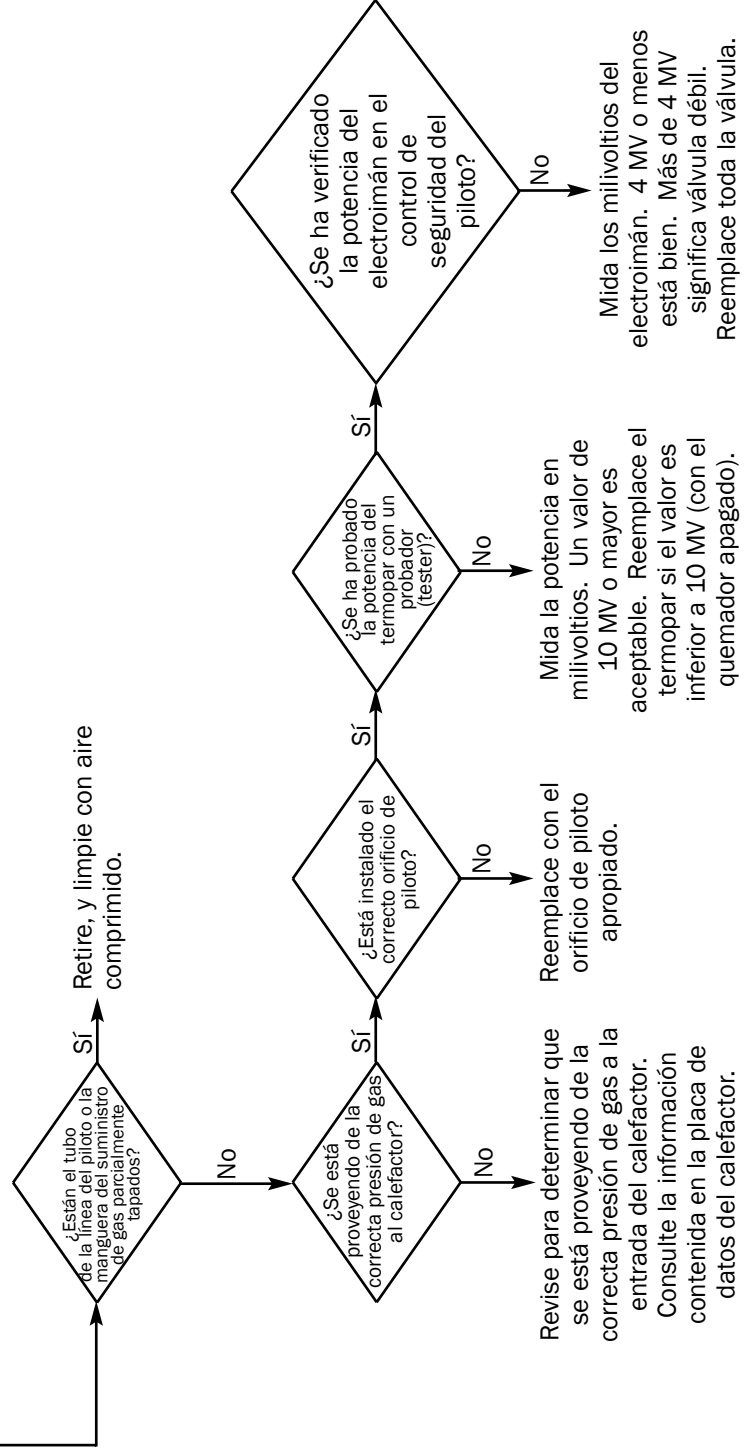 ¿Están el tubo
de la línea del piloto o la
manguera del suministro
de gas parcialmente
tapados?
Sí
Retire, y limpie con aire
comprimido.
No
¿Se está
proveyendo de la
correcta presión de gas
al calefactor?
Sí
No
Revise para determinar que
se está proveyendo de la
correcta presión de gas a la
entrada del calefactor.
Consulte la información
contenida en la placa de
datos del calefactor.
¿Está instalado el
correcto orificio de
piloto?
Sí
No
Reemplace con el
orificio de piloto
apropiado.
¿Se ha probado
la potencia del
termopar con un
probador
(tester)?
Sí
No
Mida la potencia en
milivoltios. Un valor de
10 MV o mayor es
aceptable. Reemplace el
termopar si el valor es
inferior a 10 MV (con el
quemador apagado).
¿Se ha verificado
la potencia del
electroimán en el
control de
seguridad del
piloto?
No
Mida los milivoltios del
electroimán. 4 MV o menos
está bien. Más de 4 MV
significa válvula débil.
Reemplace toda la válvula.